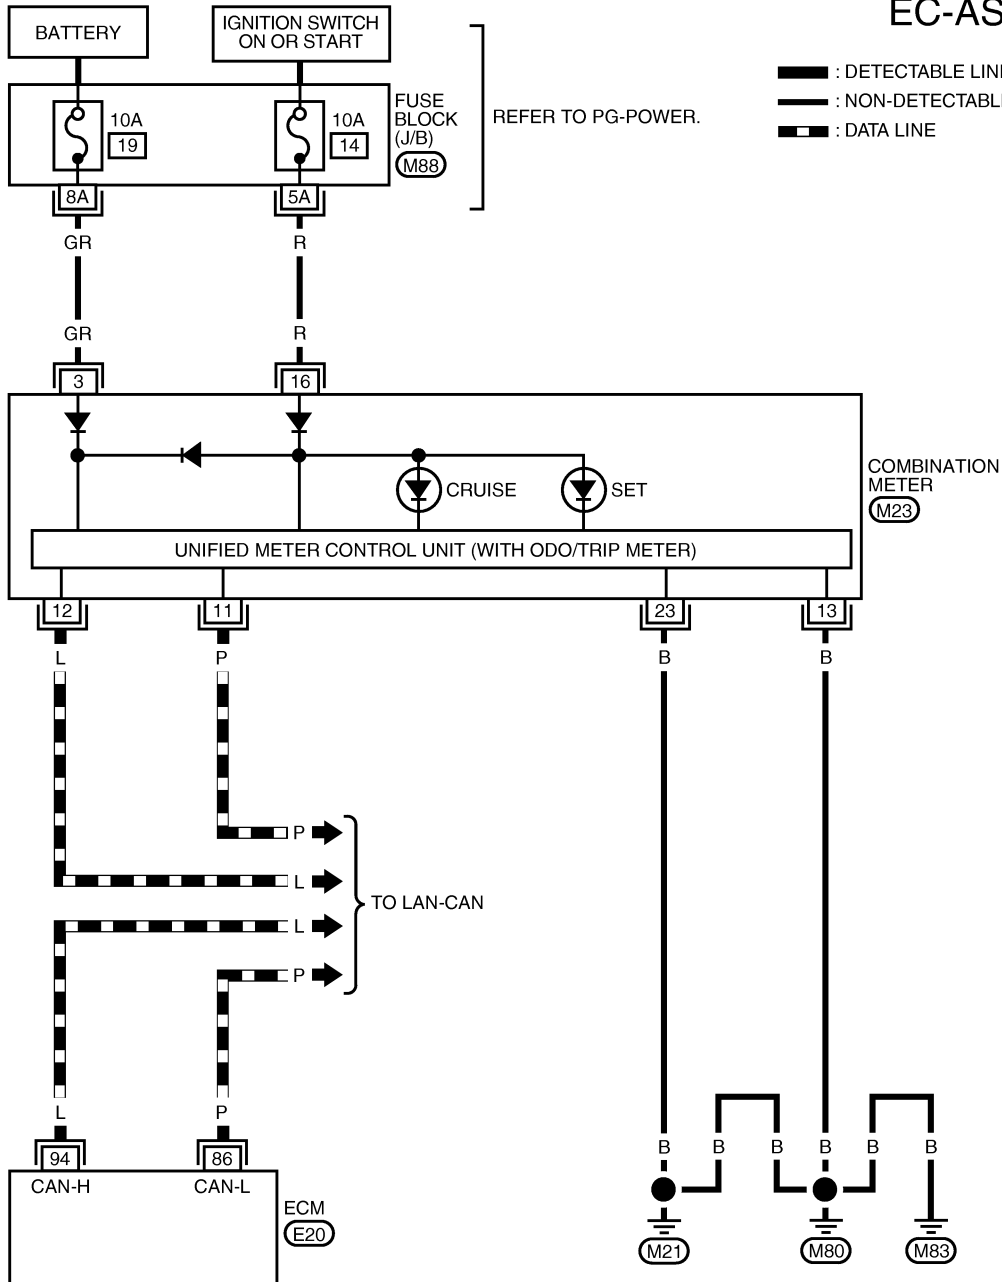 EC-AS
BATTERY
IGNITION SWITCH
ON OR START
: DETECTABLE LINE
: NON-DETECTABLE
: DATA LINE
10A
19
10A
14
FUSE
BLOCK
(J/B)
M88
REFER TO PG-POWER.
8A
5A
GR
R
GR
R
3
16
CRUISE
SET
COMBINATION
METER
M23
UNIFIED METER CONTROL UNIT (WITH ODO/TRIP METER)
12
11
23
13
L
P
B
B
P
L
TO LAN-CAN
L
P
L
P
94
86
CAN-H
CAN-L
ECM
E20
B
B
B
B
B
B
M21
M80
M83